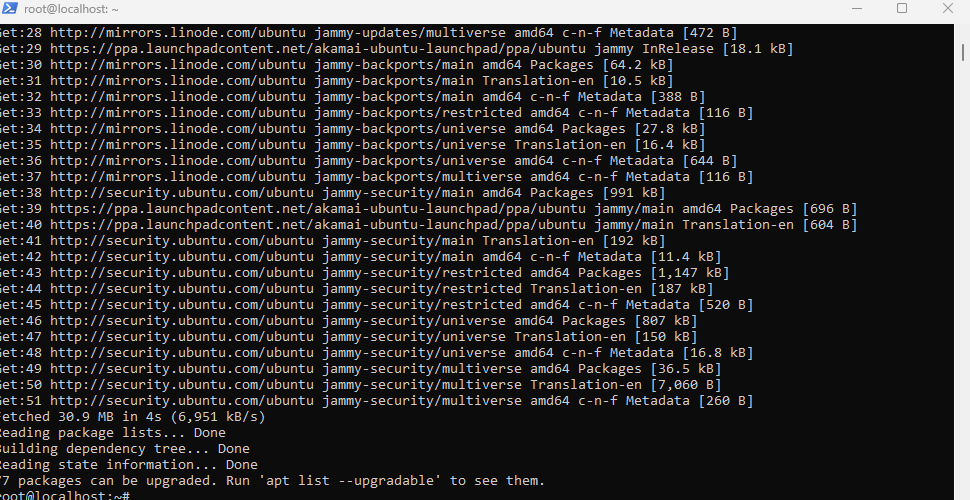 root@localhost: ~
Get:28 http://mirrors.linode.com/ubuntu jammy-updates/multiverse amd64 c-n-f Metadata [472 B]
Get:29 https://ppa.launchpadcontent.net/akamai-ubuntu-launchpad/ppa/ubuntu jammy InRelease [18.1 kB]
Get:30 http://mirrors.linode.com/ubuntu jammy-backports/main amd64 Packages [64.2 kB]
Get:31 http://mirrors.linode.com/ubuntu jammy-backports/main Translation-en [10.5 kB]
Get:32 http://mirrors.linode.com/ubuntu jammy-backports/main amd64 c-n-f Metadata [388 B]
Get:33 http://mirrors.linode.com/ubuntu jammy-backports/restricted amd64 c-n-f Metadata [116 B]
Get:34 http://mirrors.linode.com/ubuntu jammy-backports/universe amd64 Packages [27.8 kB]
Get:35 http://mirrors.linode.com/ubuntu jammy-backports/universe Translation-en [16.4 kB]
Get:36 http://mirrors.linode.com/ubuntu jammy-backports/universe amd64 c-n-f Metadata [644 B]
Get:37 http://mirrors.linode.com/ubuntu jammy-backports/multiverse amd64 c-n-f Metadata [116 B]
Get:38 http://security.ubuntu.com/ubuntu jammy-security/main amd64 Packages [991 kB]
Get:39 https://ppa.launchpadcontent.net/akamai-ubuntu-launchpad/ppa/ubuntu jammy/main amd64 Packages [696 B]
Get:40 https://ppa.launchpadcontent.net/akamai-ubuntu-launchpad/ppa/ubuntu jammy/main Translation-en [604 B]
Get:41 http://security.ubuntu.com/ubuntu jammy-security/main Translation-en [192 kB]
Get:42 http://security.ubuntu.com/ubuntu jammy-security/main amd64 c-n-f Metadata [11.4 kB]
Get:43 http://security.ubuntu.com/ubuntu jammy-security/restricted amd64 Packages [1,147 kB]
Get:44 http://security.ubuntu.com/ubuntu jammy-security/restricted Translation-en [187 kB]
Get:45 http://security.ubuntu.com/ubuntu jammy-security/restricted amd64 c-n-f Metadata [520 B]
Get:46 http://security.ubuntu.com/ubuntu jammy-security/universe amd64 Packages [807 kB]
Get:47 http://security.ubuntu.com/ubuntu jammy-security/universe Translation-en [150 kB]
Get:48 http://security.ubuntu.com/ubuntu jammy-security/universe amd64 c-n-f Metadata [16.8 kB]
Get:49 http://security.ubuntu.com/ubuntu jammy-security/multiverse amd64 Packages [36.5 kB]
Get:50 http://security.ubuntu.com/ubuntu jammy-security/multiverse Translation-en [7,060 B]
Get:51 http://security.ubuntu.com/ubuntu jammy-security/multiverse amd64 c-n-f Metadata [260 B]
Fetched 30.9 MB in 4s (6,951 kB/s)
Reading package lists... Done
Building dependency tree... Done
Reading state information... Done
77 packages can be upgraded. Run 'apt list --upgradable' to see them.
root@localhost:~#